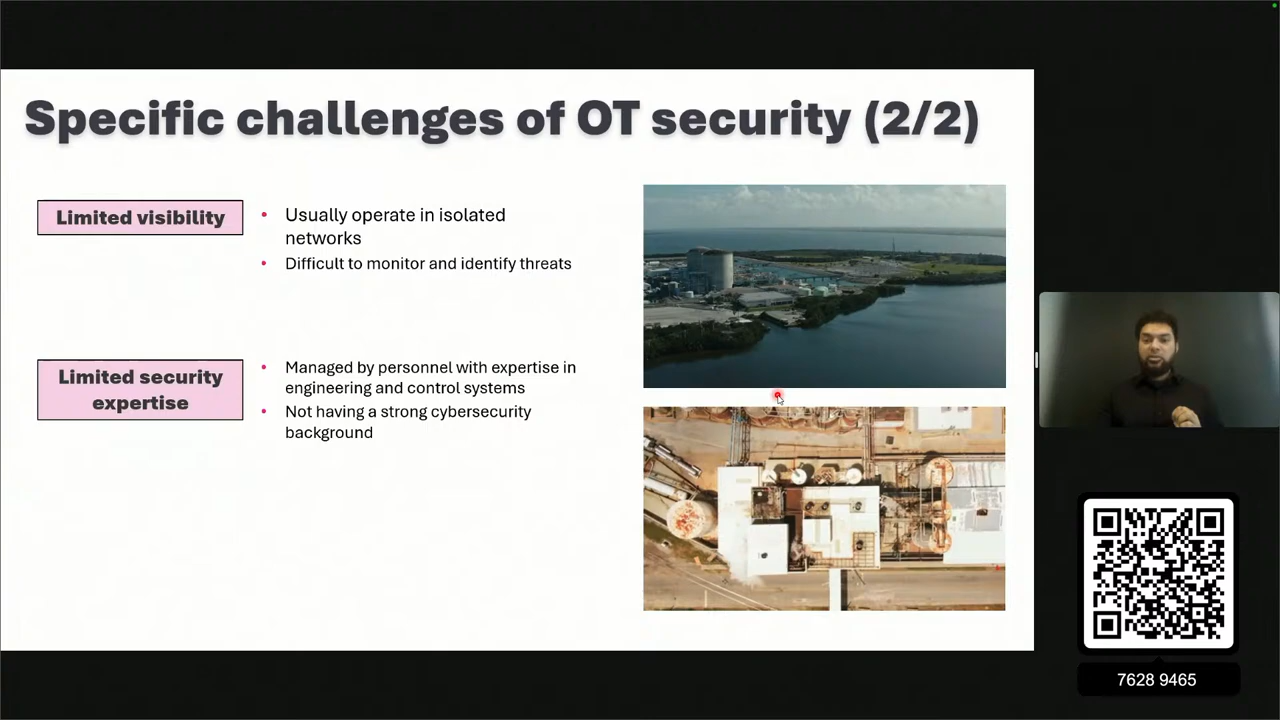 Specific challenges of OT security (2/2)
Limited visibility
• Usually operate in isolated
networks
• Difficult to monitor and identify threats
Limited security
expertise
• Managed by personnel with expertise in
engineering and control systems
• Not having a strong cybersecurity
background
7628 9465